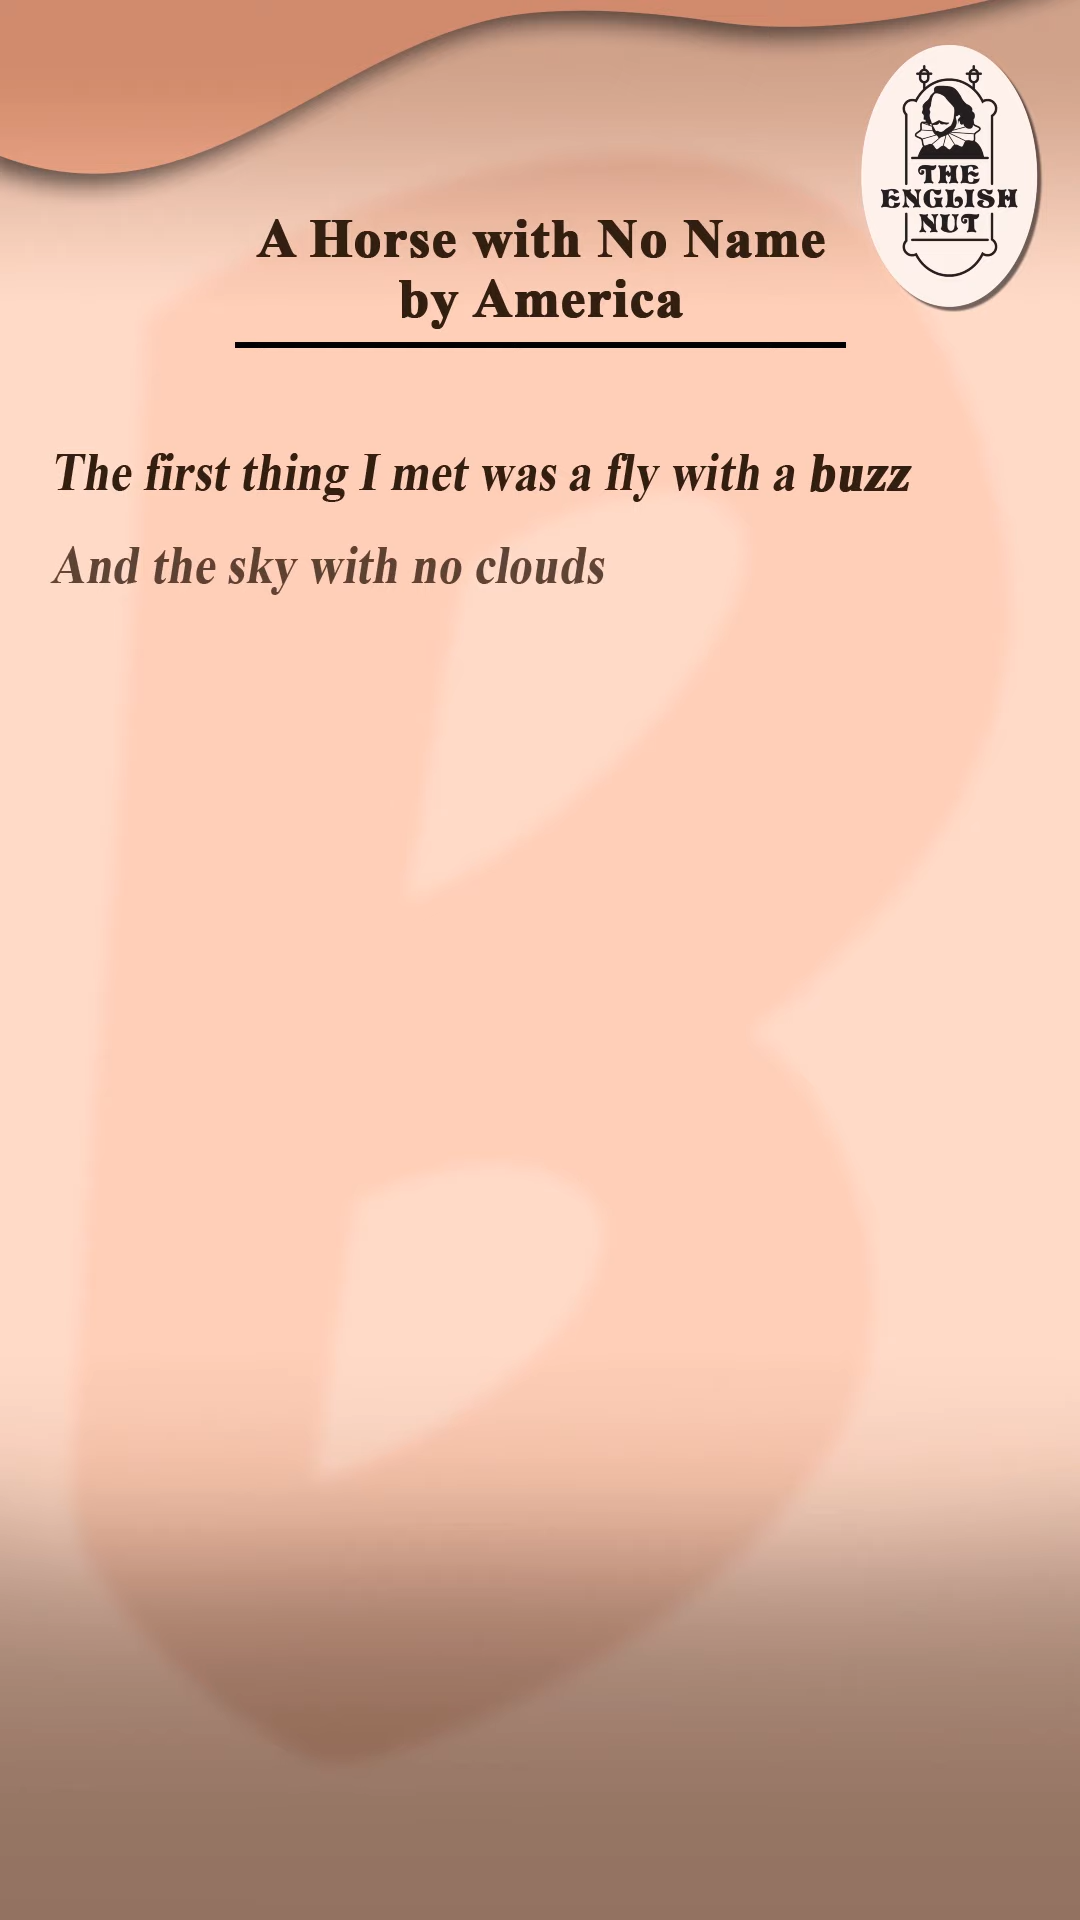 THE
ENGLISH
NUT
A Horse with No Name
by America
The first thing I met was a fly with a buzz
And the sky with no clouds